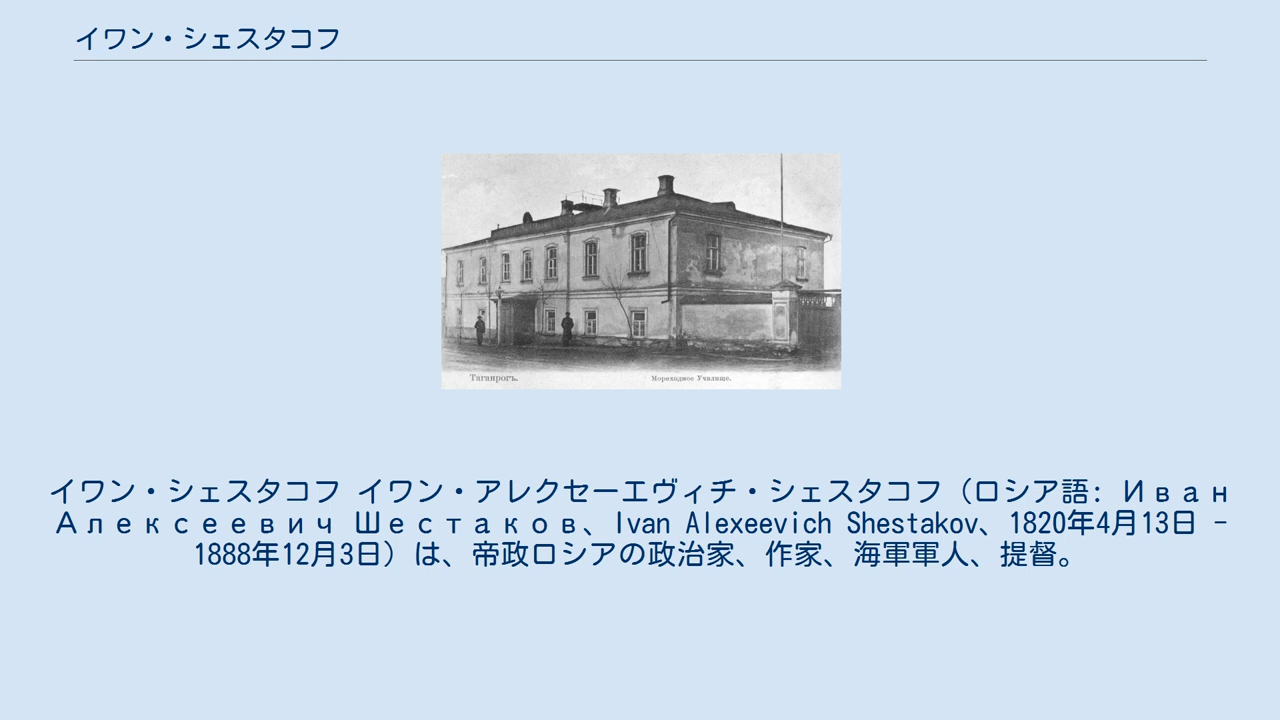 イワン・シェスタコフ
Таганрогъ.
Мореходное Училище.
イワン・シェスタコフ イワン・アレクセーエヴィチ・シェスタコフ（ロシア語: Иван
Алексеевич Шестаков、Ivan Alexeevich Shestakov、1820年4月13日 -
1888年12月3日）は、帝政ロシアの政治家、作家、海軍軍人、提督。